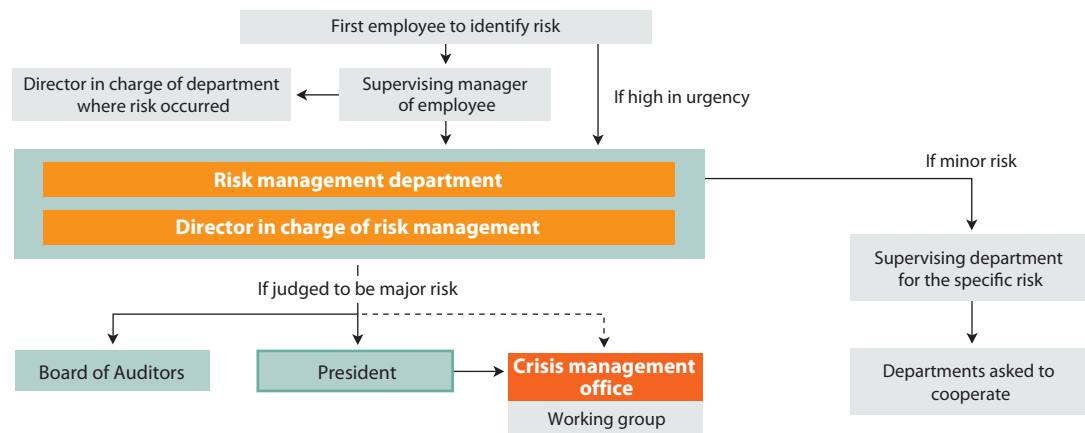 First employee to identify risk
Director in charge of department
where risk occurred
Supervising manager
of employee
If high in urgency
Risk management department
Director in charge of risk management
If minor risk
Supervising department
for the specific risk
If judged to be major risk
Board of Auditors
President
Crisis management
office
Working group
Departments asked to
cooperate